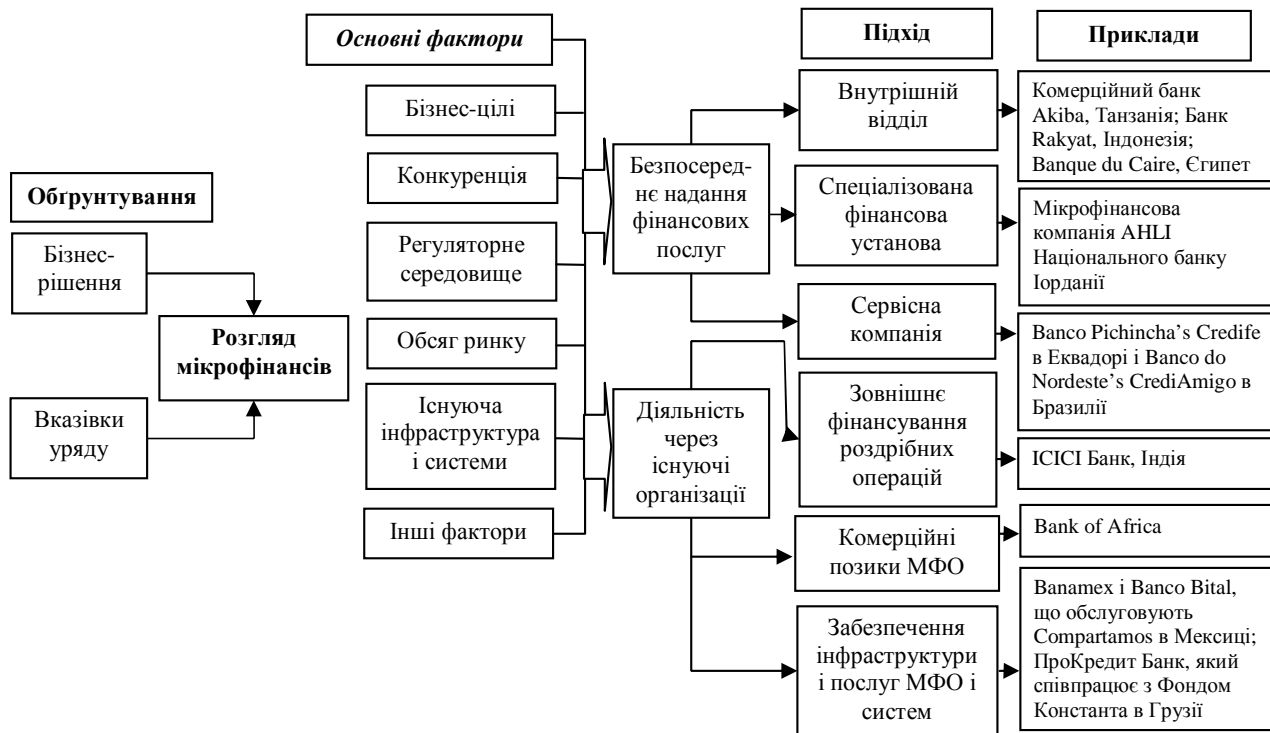 Обґрунтування
Бізнес-
рішення
Вказівки
уряду
Розгляд
мікрофінансів
Основні фактори
Бізнес-цілі
Конкуренція
Регуляторне
середовище
Обсяг ринку
Існуюча
інфраструктура
і системи
Інші фактори
Безпосеред-
нє надання
фінансових
послуг
Діяльність
через
існуючі
організації
Підхід
Внутрішній
відділ
Спеціалізована
фінансова
установа
Сервісна
компанія
Зовнішнє
фінансування
роздрібних
операцій
Комерційні
позики МФО
Забезпечення
інфраструктури
і послуг МФО і
систем
Приклади
Комерційний банк
Akiba, Танзанія; Банк
Rakyat, Індонезія;
Banque du Caire, Єгипет
Мікрофінансова
компанія AHLI
Національного банку
Іорданії
Banco Pichincha’s Credife
в Еквадорі і Banco do
Nordeste’s CrediAmigo в
Бразилії
ICICI Банк, Індія
Bank of Africa
Banamex і Banco Bital,
що обслуговують
Compartamos в Мексиці;
ПроКредит Банк, який
співпрацює з Фондом
Константа в Грузії